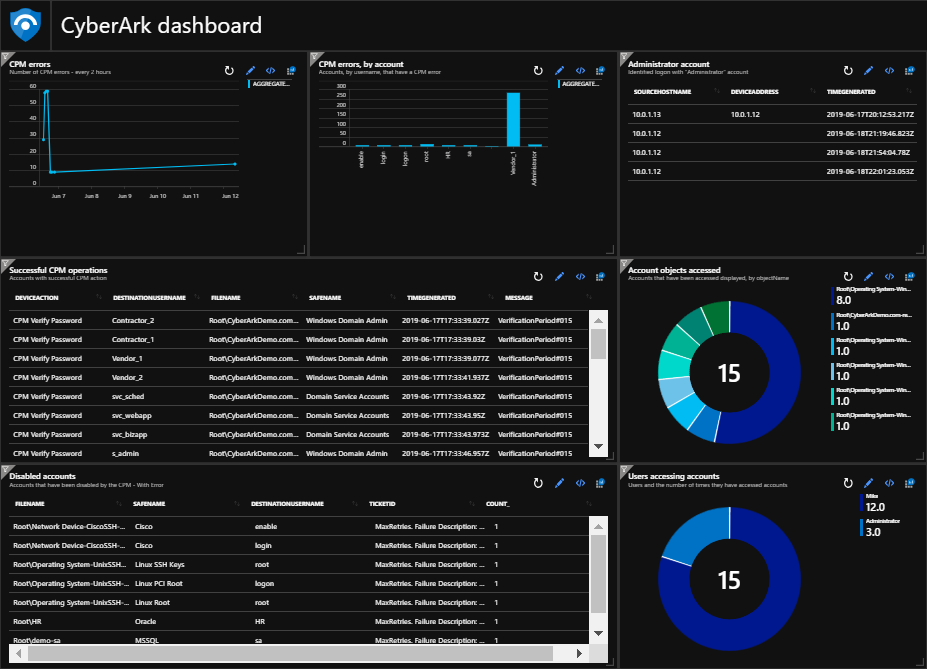 CyberArk dashboard
CPM errors
Number of CPM errors - every 2 hours
AGGREGATE...
60
50
40
30
20
10
0
Jun 7 Jun 8 Jun 9 Jun 10 Jun 11 Jun 12
CPM errors, by account
Accounts, by username, that have a CPM error
AGGREGATE...
300
250
200
150
100
50
0
enable login logon root HR sa Vendor_1 Administrator
Administrator account
Identified logon with "Administrator" account
SOURCEHOSTNAME DEVICEADDRESS TIMEGENERATED
10.0.1.13 10.0.1.12 2019-06-17T20:12:53.217Z
10.0.1.12 2019-06-18T21:19:46.823Z
10.0.1.12 2019-06-18T21:54:04.78Z
10.0.1.12 2019-06-18T22:01:23.053Z
Successful CPM operations
Accounts with successful CPM action
DEVICEACTION DESTINATIONUSERNAME FILENAME SAFENAME TIMEGENERATED MESSAGE
CPM Verify Password Contractor_2 Root\CyberArkDemo.com... Windows Domain Admin 2019-06-17T17:33:39.027Z VerificationPeriod#015
CPM Verify Password Contractor_1 Root\CyberArkDemo.com... Windows Domain Admin 2019-06-17T17:33:39.03Z VerificationPeriod#015
CPM Verify Password Vendor_1 Root\CyberArkDemo.com... Windows Domain Admin 2019-06-17T17:33:39.077Z VerificationPeriod#015
CPM Verify Password Vendor_2 Root\CyberArkDemo.com... Windows Domain Admin 2019-06-17T17:33:41.937Z VerificationPeriod#015
CPM Verify Password svc_sched Root\CyberArkDemo.com... Domain Service Accounts 2019-06-17T17:33:43.92Z VerificationPeriod#015
CPM Verify Password svc_webapp Root\CyberArkDemo.com... Domain Service Accounts 2019-06-17T17:33:43.95Z VerificationPeriod#015
CPM Verify Password svc_bizapp Root\CyberArkDemo.com... Domain Service Accounts 2019-06-17T17:33:43.973Z VerificationPeriod#015
CPM Verify Password s_admin Root\CyberArkDemo.com... Windows Domain Admin 2019-06-17T17:33:46.957Z VerificationPeriod#015
Account objects accessed
Accounts that have been accessed displayed, by objectName
15
Root\Operating System-Win...
8.0
Root\CyberArkDemo.com-re...
1.0
Root\Operating System-Win...
1.0
Root\Operating System-Win...
1.0
Root\Operating System-Win...
1.0
Root\Operating System-Win...
1.0
Disabled accounts
Accounts that have been disabled by the CPM - With Error
FILENAME SAFENAME DESTINATIONUSERNAME TICKETID COUNT_
Root\Network Device-CiscoSSH-... Cisco enable MaxRetries. Failure Description: ... 1
Root\Network Device-CiscoSSH-... Cisco login MaxRetries. Failure Description: ... 1
Root\Operating System-UnixSSH... Linux SSH Keys root MaxRetries. Failure Description: ... 1
Root\Operating System-UnixSSH-... Linux PCI Root logon MaxRetries. Failure Description: ... 1
Root\Operating System-UnixSSH-... Linux Root root MaxRetries. Failure Description: ... 1
Root\HR Oracle HR MaxRetries. Failure Description: ... 1
Root\demo-sa MSSQL sa MaxRetries. Failure Description: ... 1
Users accessing accounts
Users and the number of times they have accessed accounts
15
Mike
12.0
Administrator
3.0